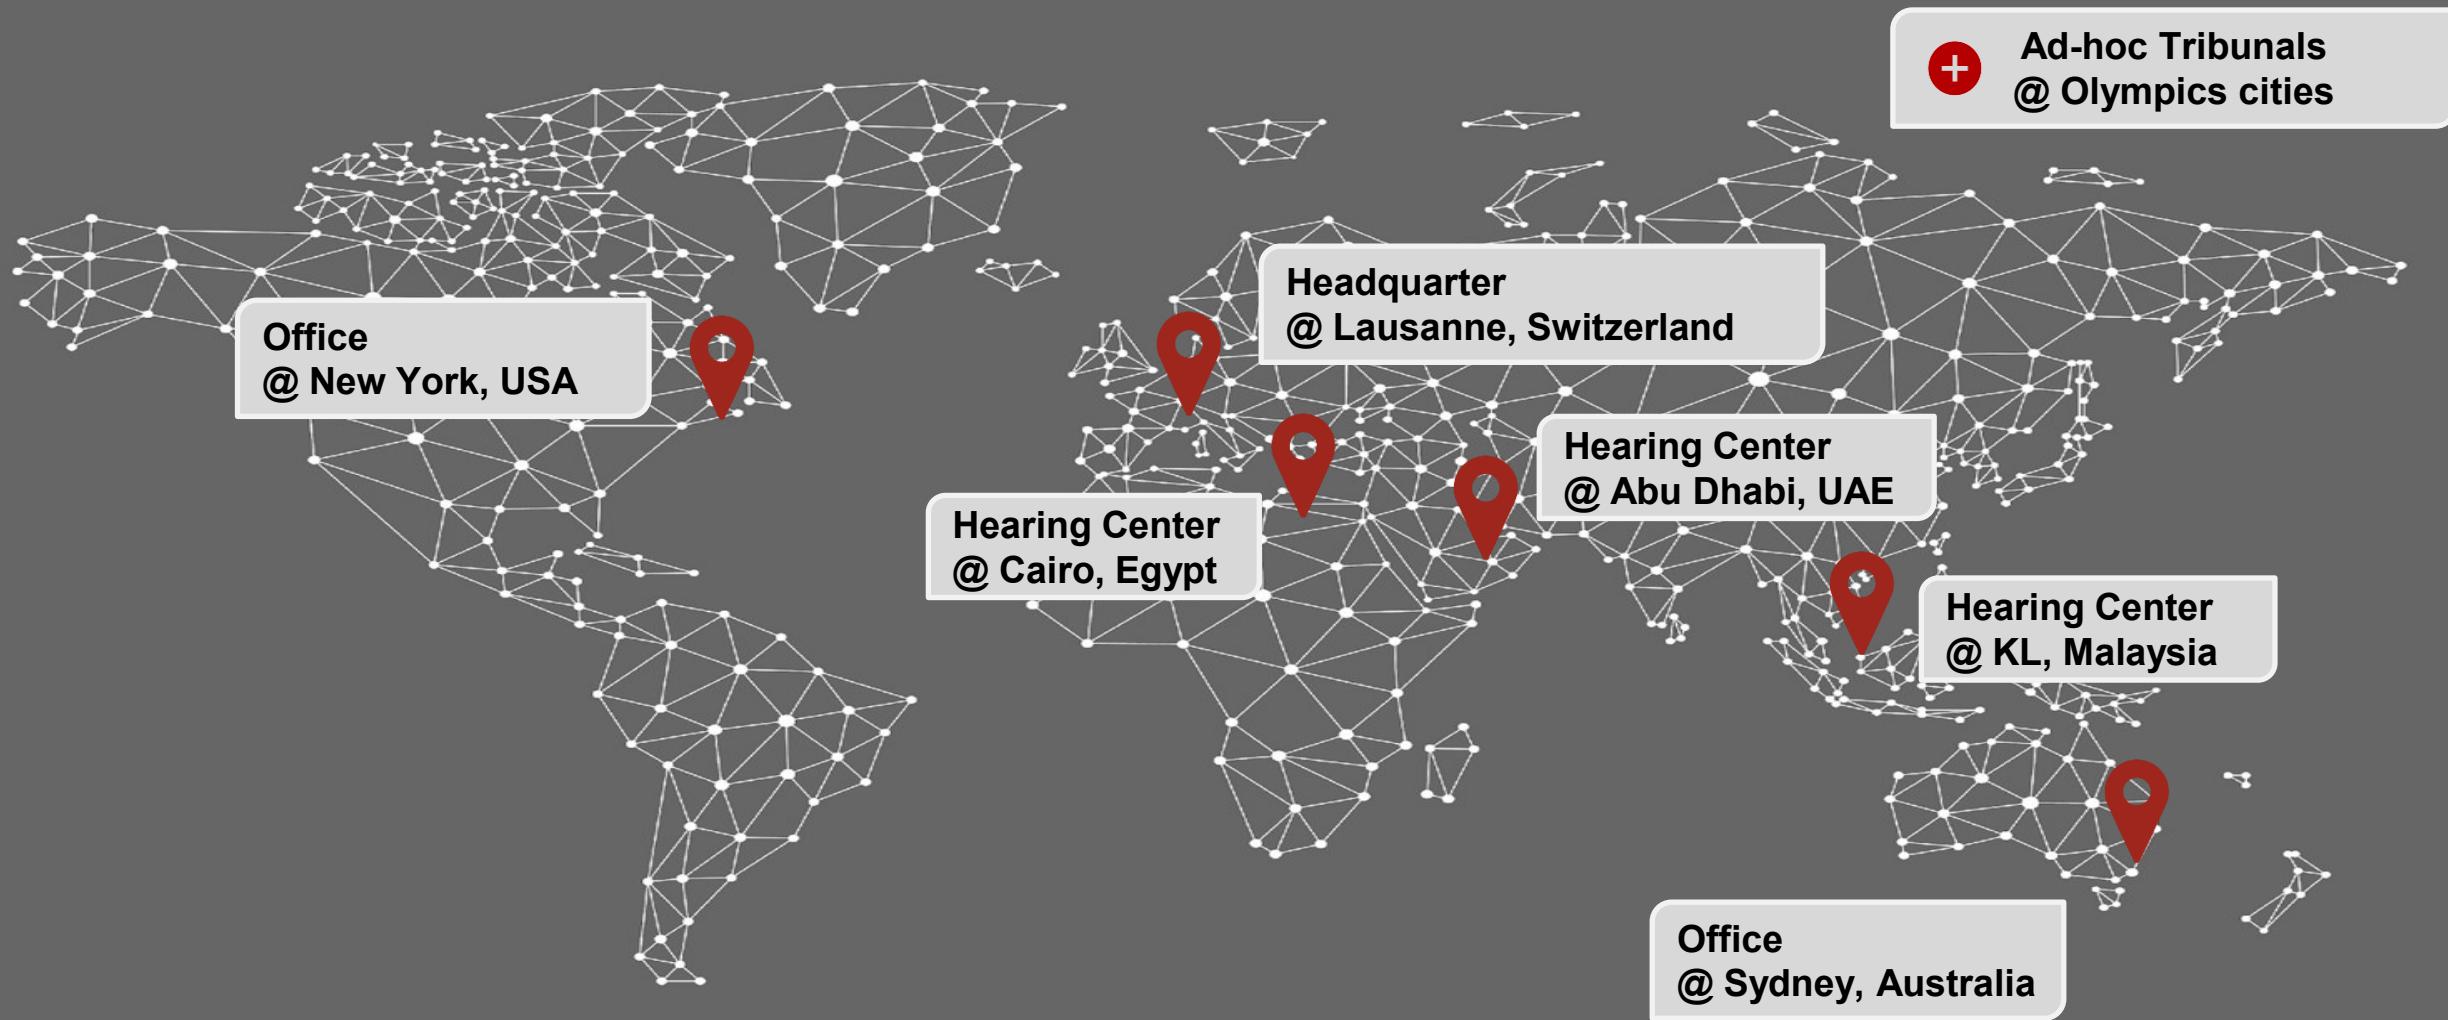 Ad-hoc Tribunals
@ Olympics cities
Headquarter
@ Lausanne, Switzerland
Office
@ New York, USA
Hearing Center
@ Abu Dhabi, UAE
Hearing Center
@ Cairo, Egypt
Hearing Center
@ KL, Malaysia
Office
@ Sydney, Australia